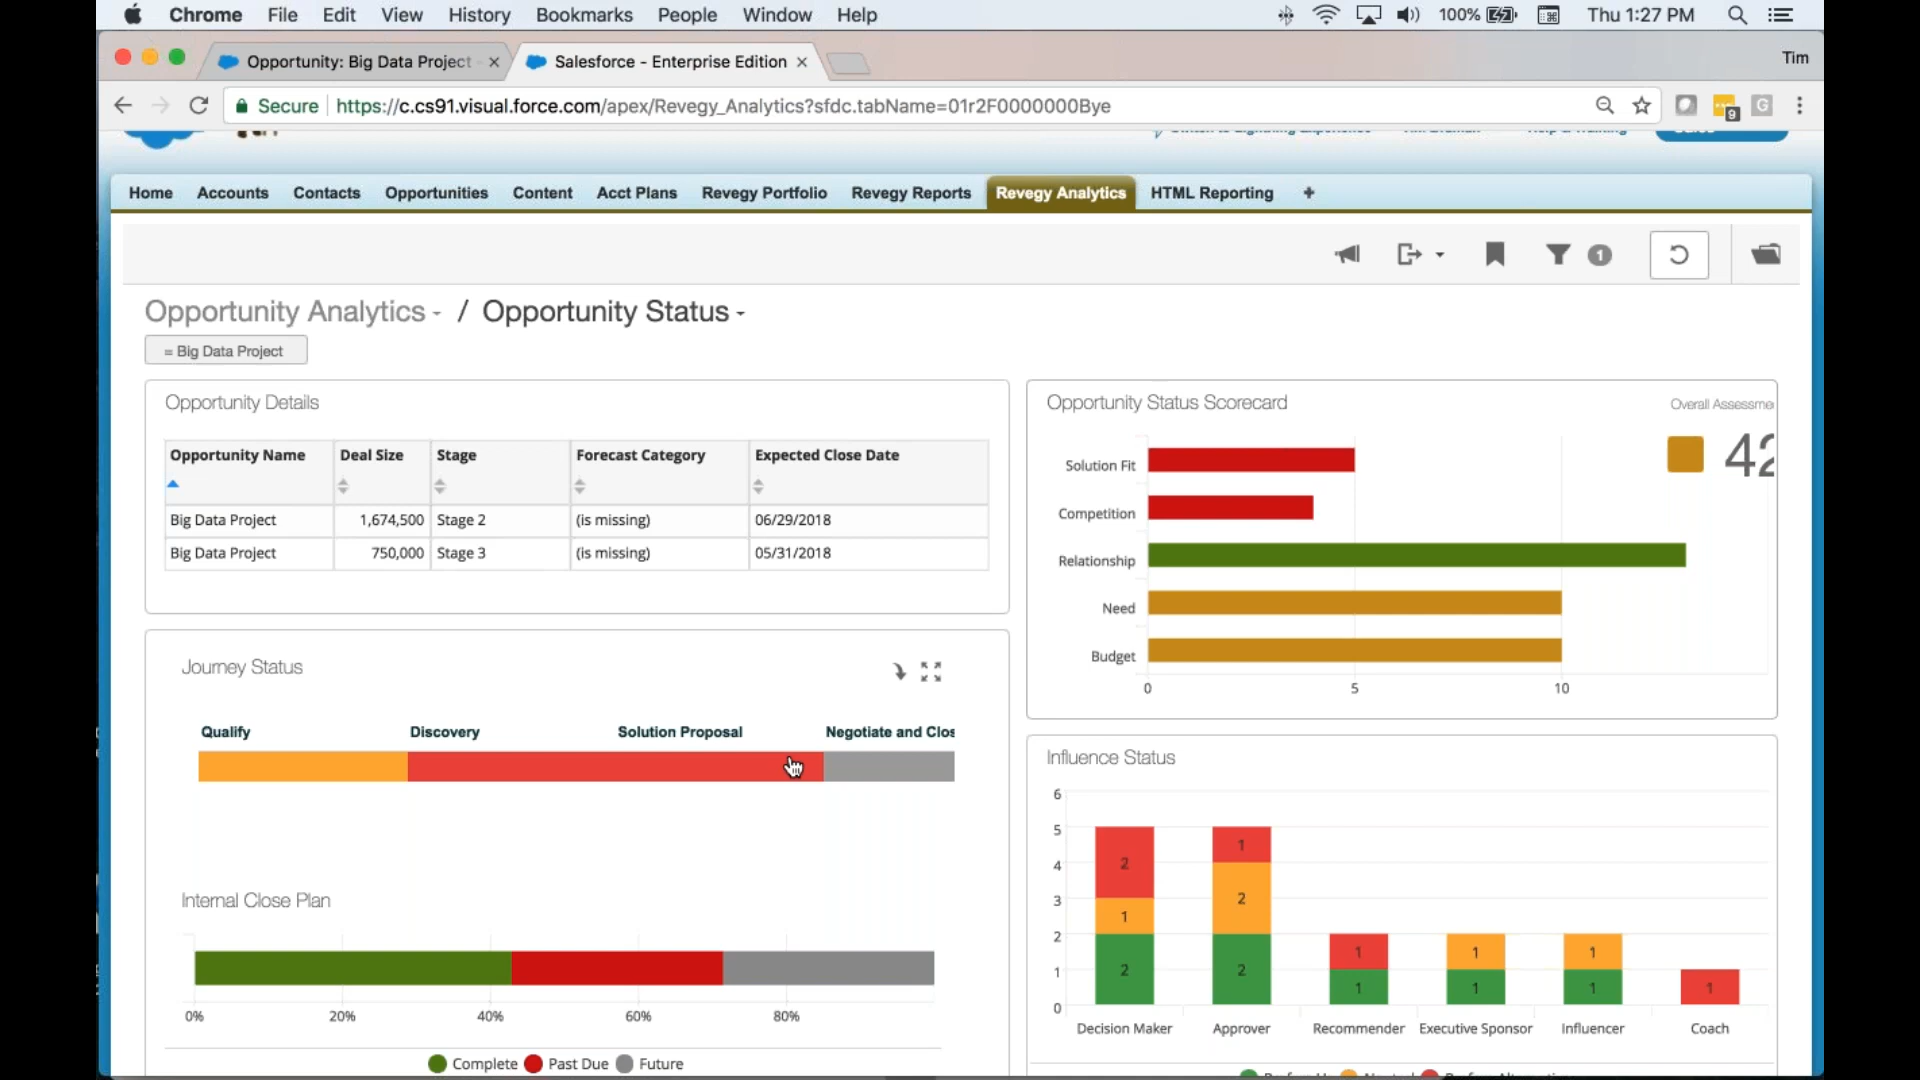 Chrome File Edit View History Bookmarks People Window Help 100% Thu 1:27 PM
Opportunity: Big Data Project Salesforce - Enterprise Edition Tim
Secure https://c.cs91.visual.force.com/apex/Revegy_Analytics?sfdc.tabName=01r2F0000000Bye 9 G
Home Accounts Contacts Opportunities Content Acct Plans Revegy Portfolio Revegy Reports Revegy Analytics HTML Reporting +
1
Opportunity Analytics / Opportunity Status
= Big Data Project
Opportunity Details
Opportunity Name Deal Size Stage Forecast Category Expected Close Date
Big Data Project 1,674,500 Stage 2 (is missing) 06/29/2018
Big Data Project 750,000 Stage 3 (is missing) 05/31/2018
Opportunity Status Scorecard
Overall Assessme
42
Solution Fit
Competition
Relationship
Need
Budget
0 5 10
Journey Status
Qualify Discovery Solution Proposal Negotiate and Clos
Internal Close Plan
0% 20% 40% 60% 80%
Complete Past Due Future
Influence Status
6
5
4
3
2
1
0
2 1 2
1 2 2
1 1
1 1
1 1
1
Decision Maker Approver Recommender Executive Sponsor Influencer Coach